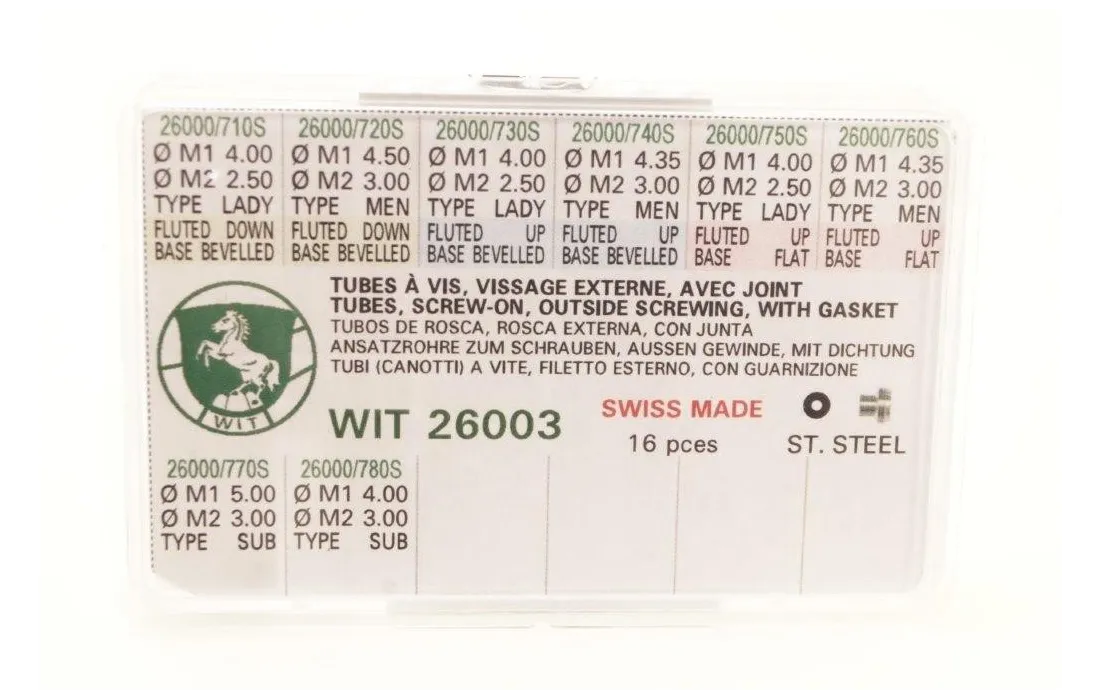 26000/710S 26000/720S 26000/730S 26000/740S 26000/750S 26000/760S
Ø M1 4.00 Ø M1 4.50 Ø M1 4.00 Ø M1 4.35 Ø M1 4.00 Ø M1 4.35
Ø M2 2.50 Ø M2 3.00 Ø M2 2.50 Ø M2 3.00 Ø M2 2.50 Ø M2 3.00
TYPE LADY TYPE MEN TYPE LADY TYPE MEN TYPE LADY TYPE MEN
FLUTED DOWN FLUTED DOWN FLUTED UP FLUTED UP FLUTED UP FLUTED UP
BASE BEVELLED BASE BEVELLED BASE BEVELLED BASE BEVELLED BASE FLAT BASE FLAT
TUBES À VIS, VISSAGE EXTERNE, AVEC JOINT
TUBES, SCREW-ON, OUTSIDE SCREWING, WITH GASKET
TUBOS DE ROSCA, ROSCA EXTERNA, CON JUNTA
ANSATZROHRE ZUM SCHRAUBEN, AUSSEN GEWINDE, MIT DICHTUNG
TUBI (CANOTTI) A VITE, FILETTO ESTERNO, CON GUARNIZIONE
WIT
WIT 26003
SWISS MADE
16 pces
ST. STEEL
26000/770S 26000/780S
Ø M1 5.00 Ø M1 4.00
Ø M2 3.00 Ø M2 3.00
TYPE SUB TYPE SUB